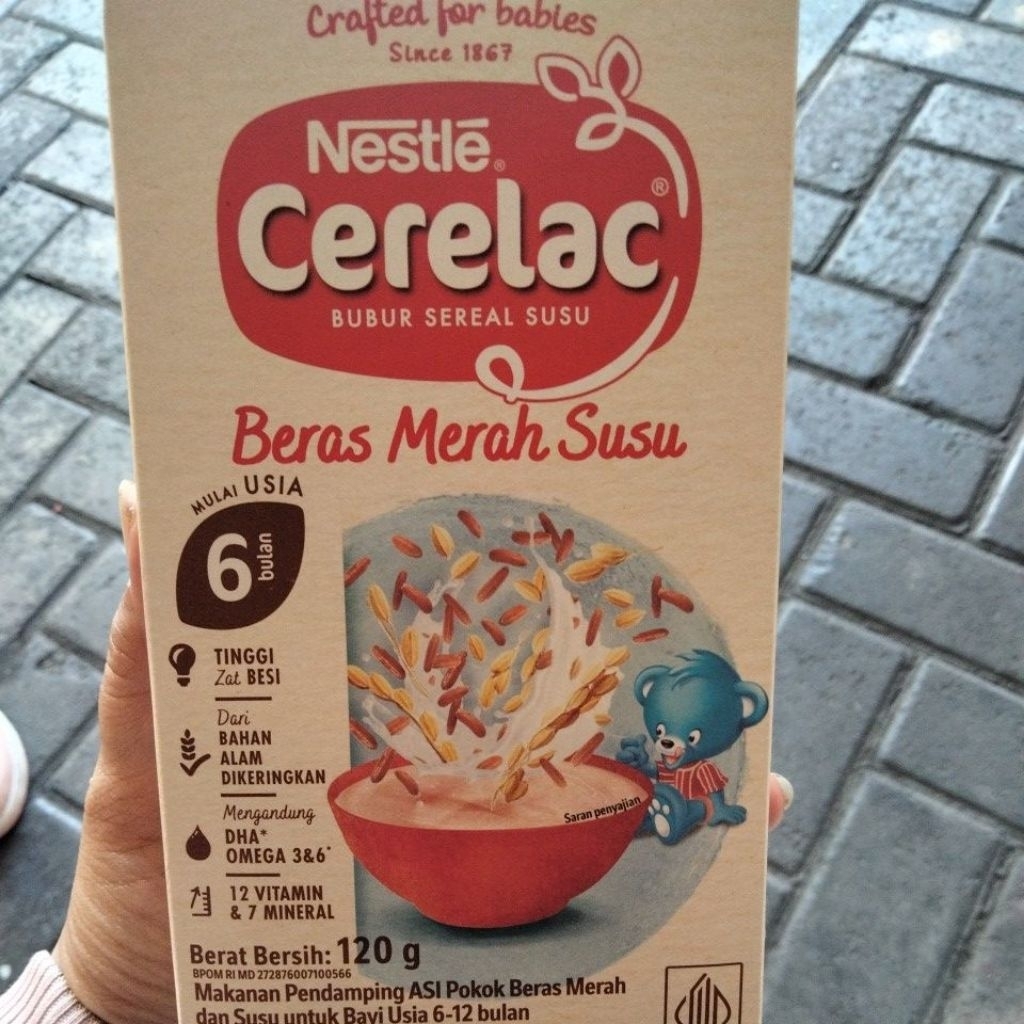 Crafted for babies
Since 1867
Nestlé®
Cerelac®
BUBUR SEREAL SUSU
Beras Merah Susu
MULAI USIA
6 bulan
TINGGI
Zat BESI
Dari
BAHAN
ALAM
DIKERINGKAN
Mengandung
DHA*
OMEGA 3&6*
12 VITAMIN
& 7 MINERAL
Saran penyajian
Berat Bersih: 120 g
BPOM RI MD 272876007100566
Makanan Pendamping ASI Pokok Beras Merah
dan Susu untuk Bayi Usia 6-12 bulan